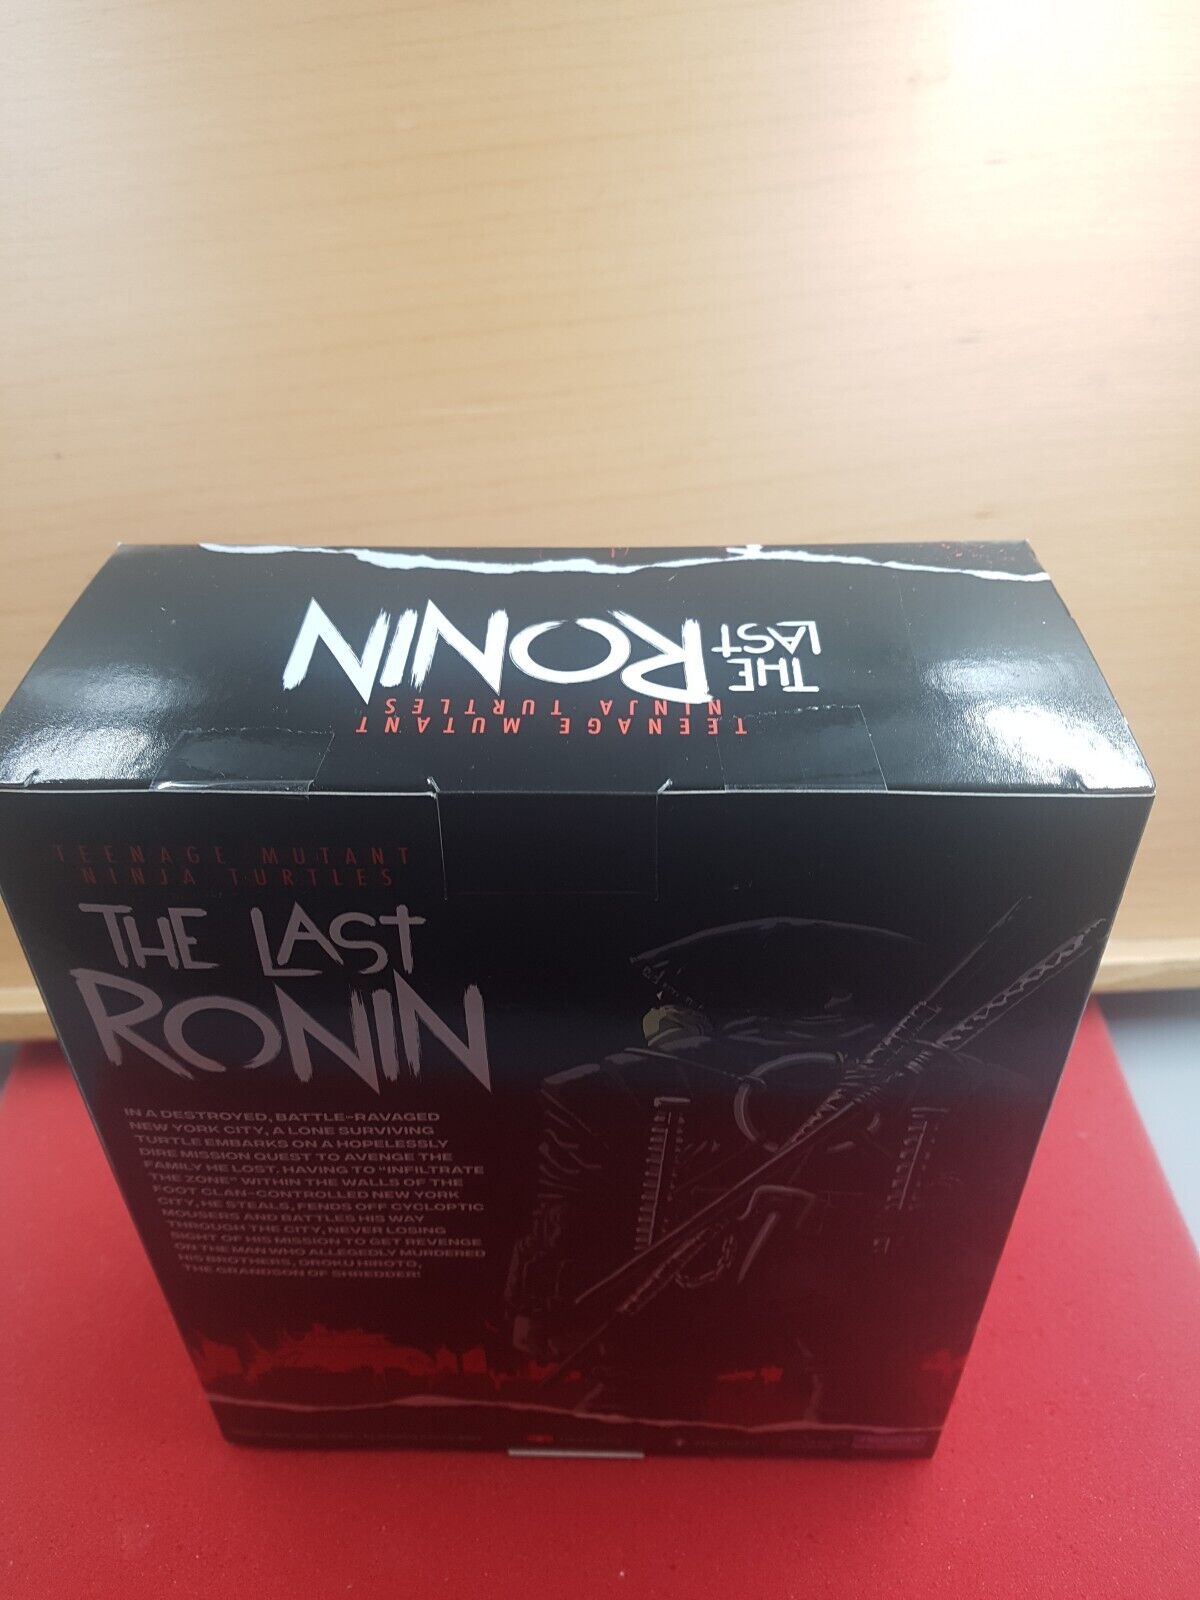 THE
LAST
RONIN
TEENAGE MUTANT
NINJA TURTLES
TEENAGE MUTANT
NINJA TURTLES
THE LAST
RONIN
IN A DESTROYED, BATTLE-RAVAGED
NEW YORK CITY, A LONE SURVIVING
TURTLE EMBARKS ON A HOPELESSLY
DIRE MISSION QUEST TO AVENGE THE
FAMILY HE LOST. HAVING TO "INFILTRATE
THE ZONE" WITHIN THE WALLS OF THE
FOOT CLAN-CONTROLLED NEW YORK
CITY, HE STEALS, FENDS OFF CYCLOPTIC
MOUSERS AND BATTLES HIS WAY
THROUGH THE CITY, NEVER LOSING
SIGHT OF HIS MISSION TO GET REVENGE
ON THE MAN WHO ALLEGEDLY MURDERED
HIS BROTHERS, OROKU HIROTO,
THE GRANDSON OF SHREDDER!